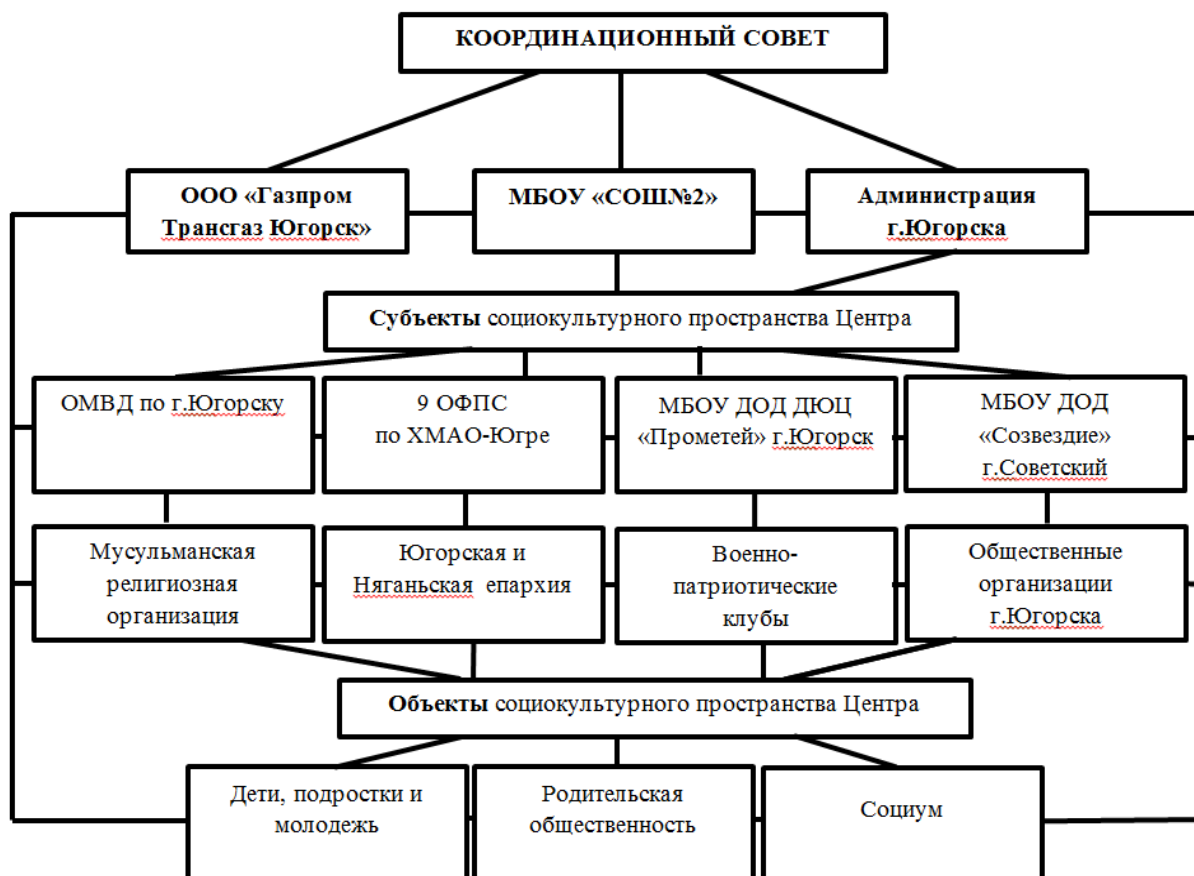 КООРДИНАЦИОННЫЙ СОВЕТ
ООО «Газпром
Трансгаз Югорск»
МБОУ «СОШ№2»
Администрация
г.Югорска
Субъекты социокультурного пространства Центра
ОМВД по г.Югорску
9 ОФПС
по ХМАО-Югре
МБОУ ДОД ДЮЦ
«Прометей» г.Югорск
МБОУ ДОД
«Созвездие»
г.Советский
Мусульманская
религиозная
организация
Югорская и
Няганьская епархия
Военно-
патриотические
клубы
Общественные
организации
г.Югорска
Объекты социокультурного пространства Центра
Дети, подростки и
молодежь
Родительская
общественность
Социум